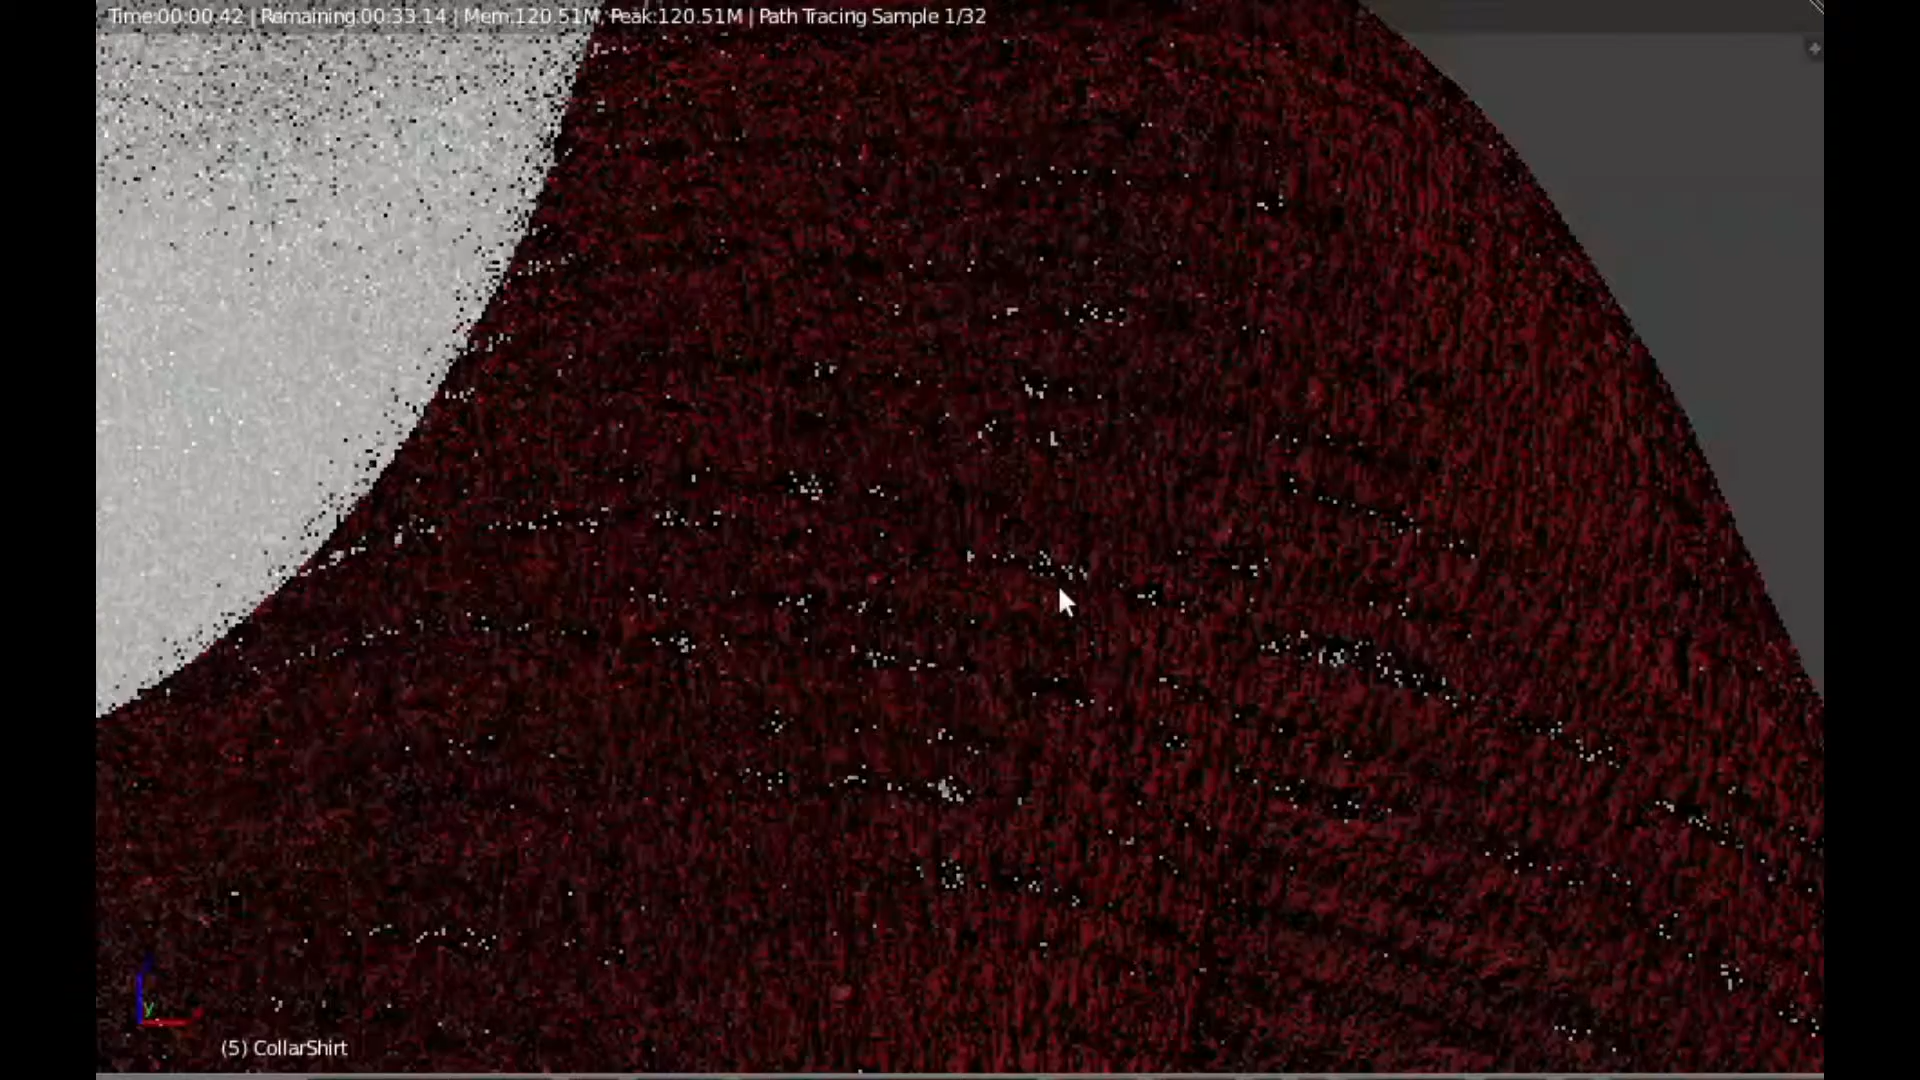 Time:00:00.42 | Remaining:00:33.14 | Mem:120.51M, Peak:120.51M | Path Tracing Sample 1/32
y
(5) CollarShirt